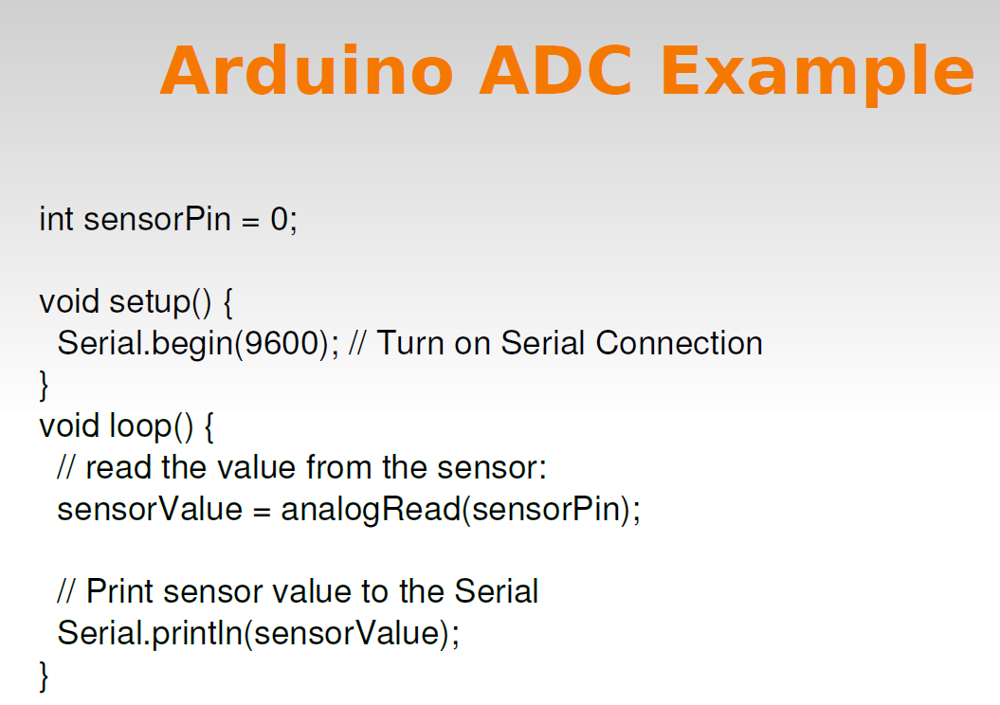 Arduino ADC Example
int sensorPin = 0;
void setup() {
Serial.begin(9600); // Turn on Serial Connection
}
void loop() {
// read the value from the sensor:
sensorValue = analogRead(sensorPin);
// Print sensor value to the Serial
Serial.println(sensorValue);
}